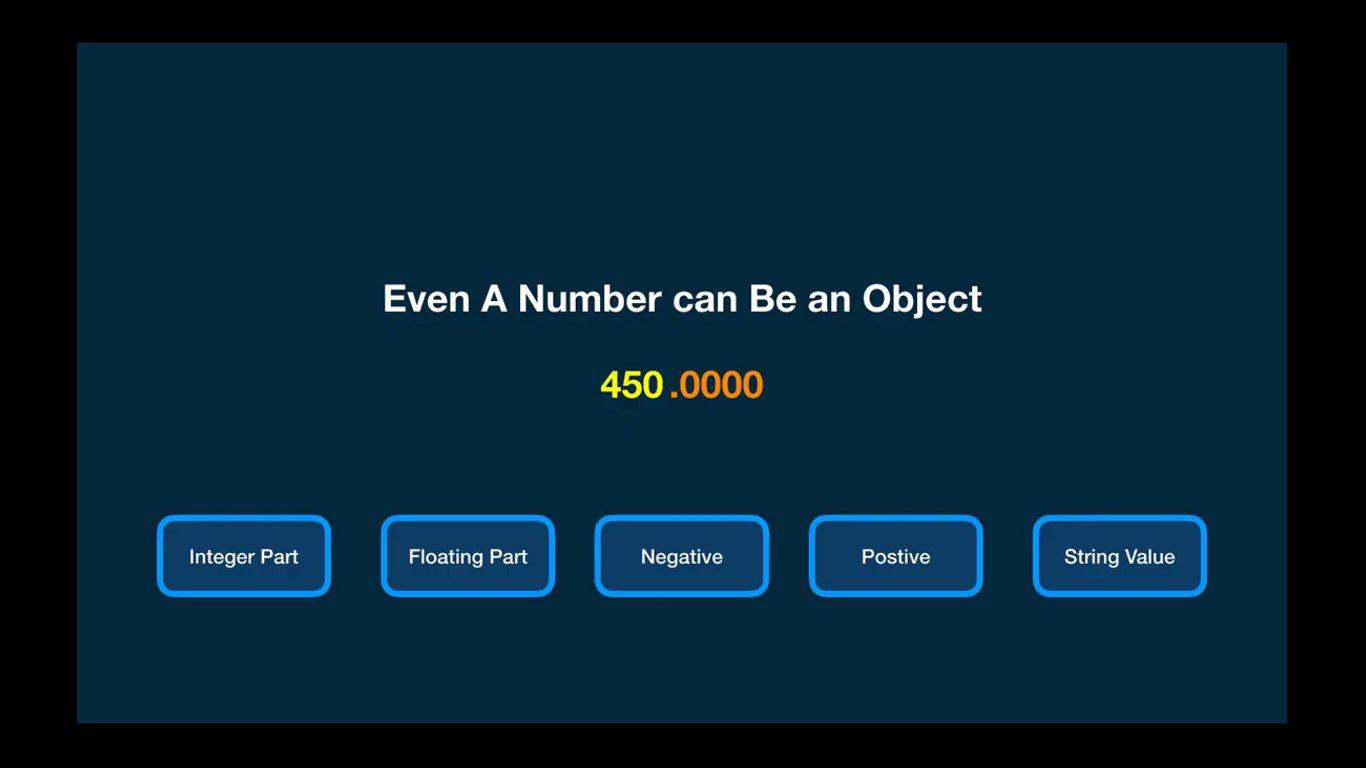 Even A Number can Be an Object
450.0000
Integer Part
Floating Part
Negative
Postive
String Value